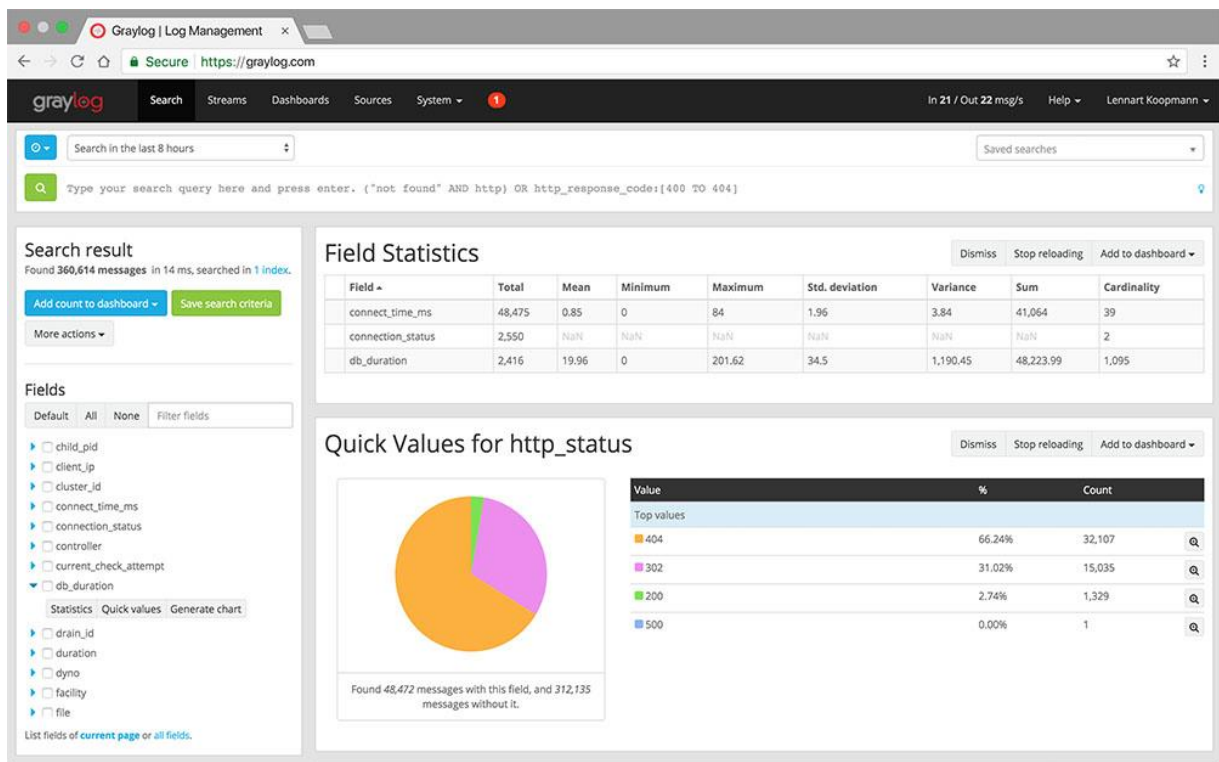 Graylog | Log Management
Secure https://graylog.com
graylog Search Streams Dashboards Sources System 1 In 21 / Out 22 msg/s Help Lennart Koopmann
Search in the last 8 hours Saved searches
Type your search query here and press enter. ("not found" AND http) OR http_response_code:[400 TO 404]
Search result
Found 360,614 messages in 14 ms, searched in 1 index.
Add count to dashboard Save search criteria
More actions
Fields
Default All None Filter fields
child_pid
client_ip
cluster_id
connect_time_ms
connection_status
controller
current_check_attempt
db_duration
Statistics Quick values Generate chart
drain_id
duration
dyno
facility
file
List fields of current page or all fields.
Field Statistics Dismiss Stop reloading Add to dashboard
Field Total Mean Minimum Maximum Std. deviation Variance Sum Cardinality
connect_time_ms 48,475 0.85 0 84 1.96 3.84 41,064 39
connection_status 2,550 NaN NaN NaN NaN NaN NaN 2
db_duration 2,416 19.96 0 201.62 34.5 1,190.45 48,223.99 1,095
Quick Values for http_status Dismiss Stop reloading Add to dashboard
Value % Count
Top values
404 66.24% 32,107
302 31.02% 15,035
200 2.74% 1,329
500 0.00% 1
Found 48,472 messages with this field, and 312,135
messages without it.